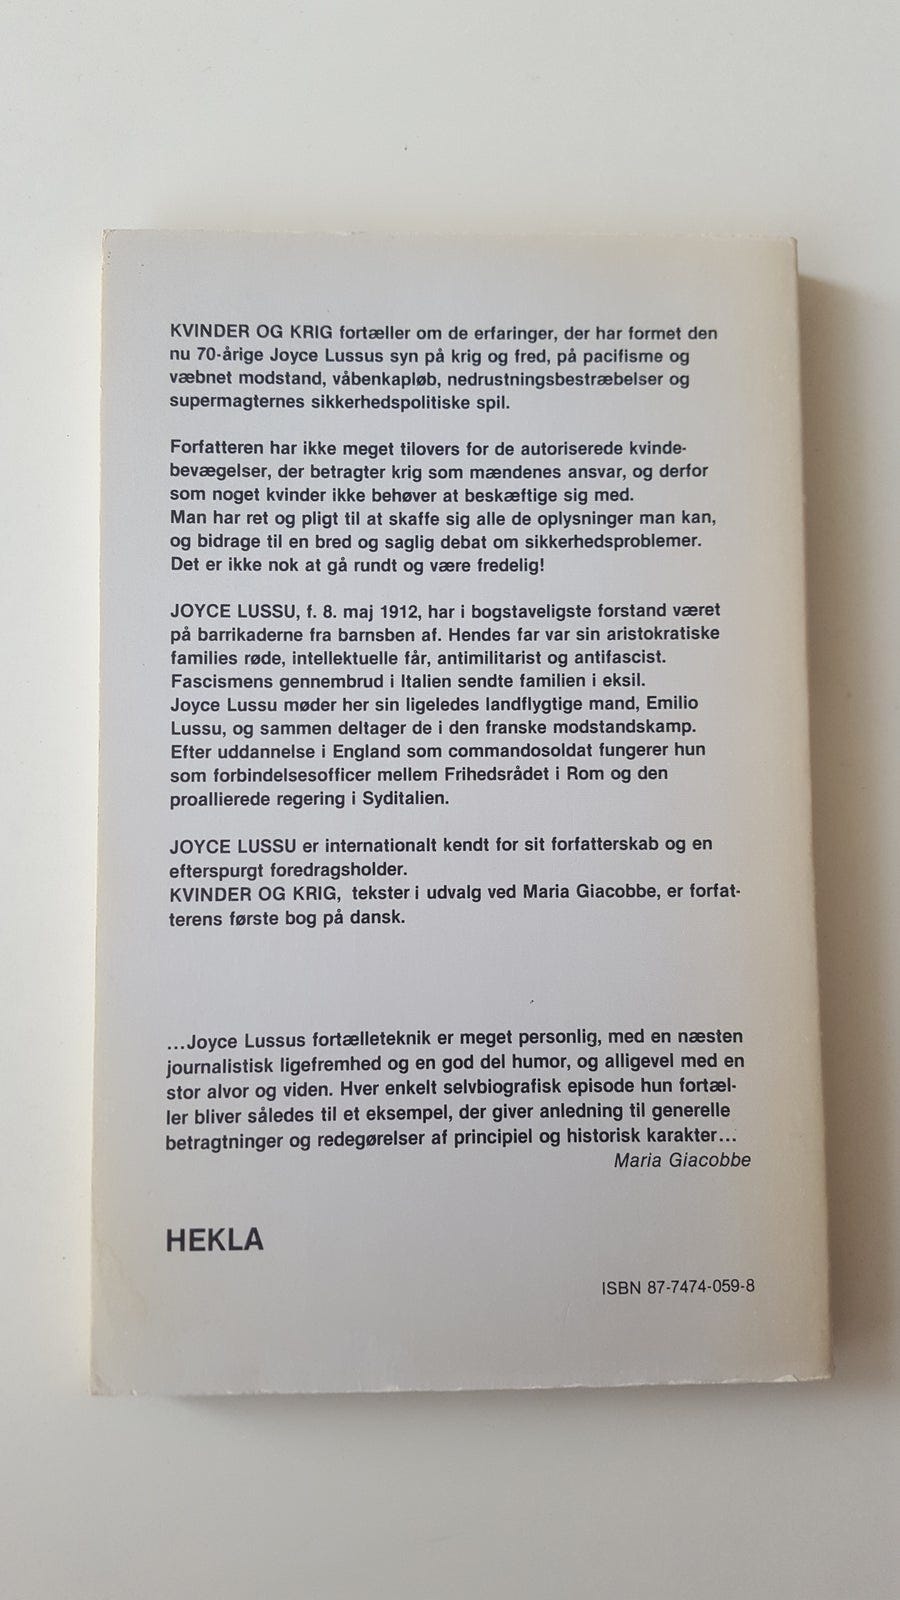 KVINDER OG KRIG fortæller om de erfaringer, der har formet den
nu 70-årige Joyce Lussus syn på krig og fred, på pacifisme og
væbnet modstand, våbenkapløb, nedrustningsbestræbelser og
supermagternes sikkerhedspolitiske spil.
Forfatteren har ikke meget tilovers for de autoriserede kvinde-
bevægelser, der betragter krig som mændenes ansvar, og derfor
som noget kvinder ikke behøver at beskæftige sig med.
Man har ret og pligt til at skaffe sig alle de oplysninger man kan,
og bidrage til en bred og saglig debat om sikkerhedsproblemer.
Det er ikke nok at gå rundt og være fredelig!
JOYCE LUSSU, f. 8. maj 1912, har i bogstaveligste forstand været
på barrikaderne fra barnsben af. Hendes far var sin aristokratiske
families røde, intellektuelle får, antimilitarist og antifascist.
Fascismens gennembrud i Italien sendte familien i eksil.
Joyce Lussu møder her sin ligeledes landflygtige mand, Emilio
Lussu, og sammen deltager de i den franske modstandskamp.
Efter uddannelse i England som commandosoldat fungerer hun
som forbindelsesofficer mellem Frihedsrådet i Rom og den
proallierede regering i Syditalien.
JOYCE LUSSU er internationalt kendt for sit forfatterskab og en
efterspurgt foredragsholder.
KVINDER OG KRIG, tekster i udvalg ved Maria Giacobbe, er forfat-
terens første bog på dansk.
...Joyce Lussus fortælleteknik er meget personlig, med en næsten
journalistisk ligefremhed og en god del humor, og alligevel med en
stor alvor og viden. Hver enkelt selvbiografisk episode hun fortæl-
ler bliver således til et eksempel, der giver anledning til generelle
betragtninger og redegørelser af principiel og historisk karakter...
Maria Giacobbe
HEKLA
ISBN 87-7474-059-8